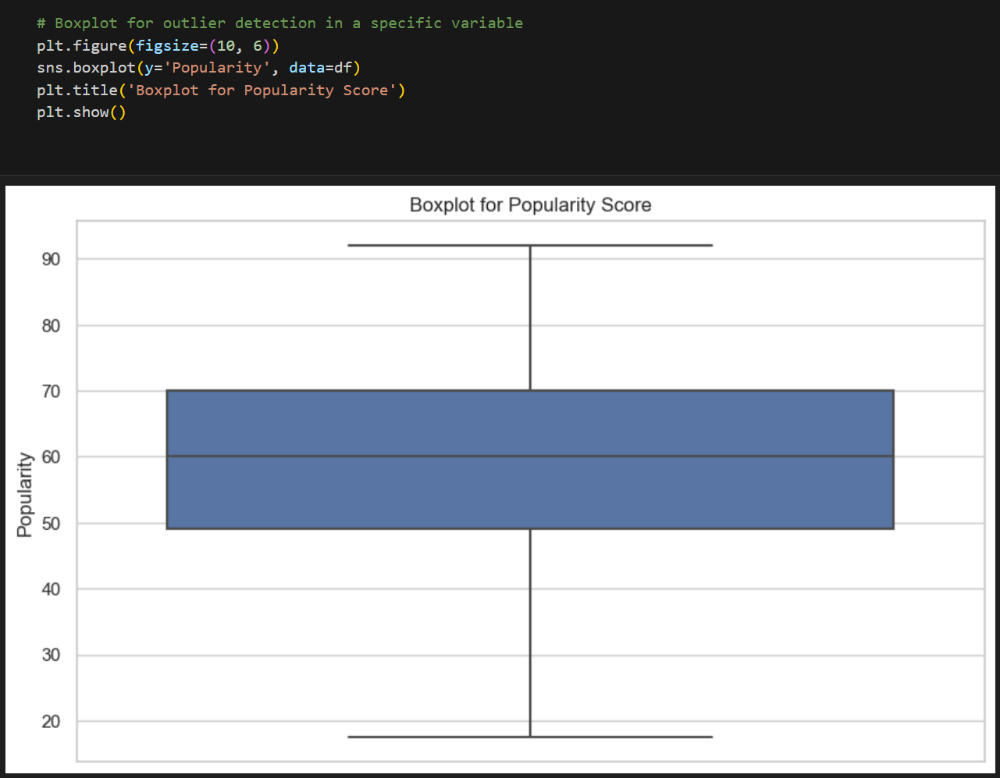 # Boxplot for outlier detection in a specific variable
plt.figure(figsize=(10, 6))
sns.boxplot(y='Popularity', data=df)
plt.title('Boxplot for Popularity Score')
plt.show()
Boxplot for Popularity Score
90
80
70
60
50
40
30
20
Popularity